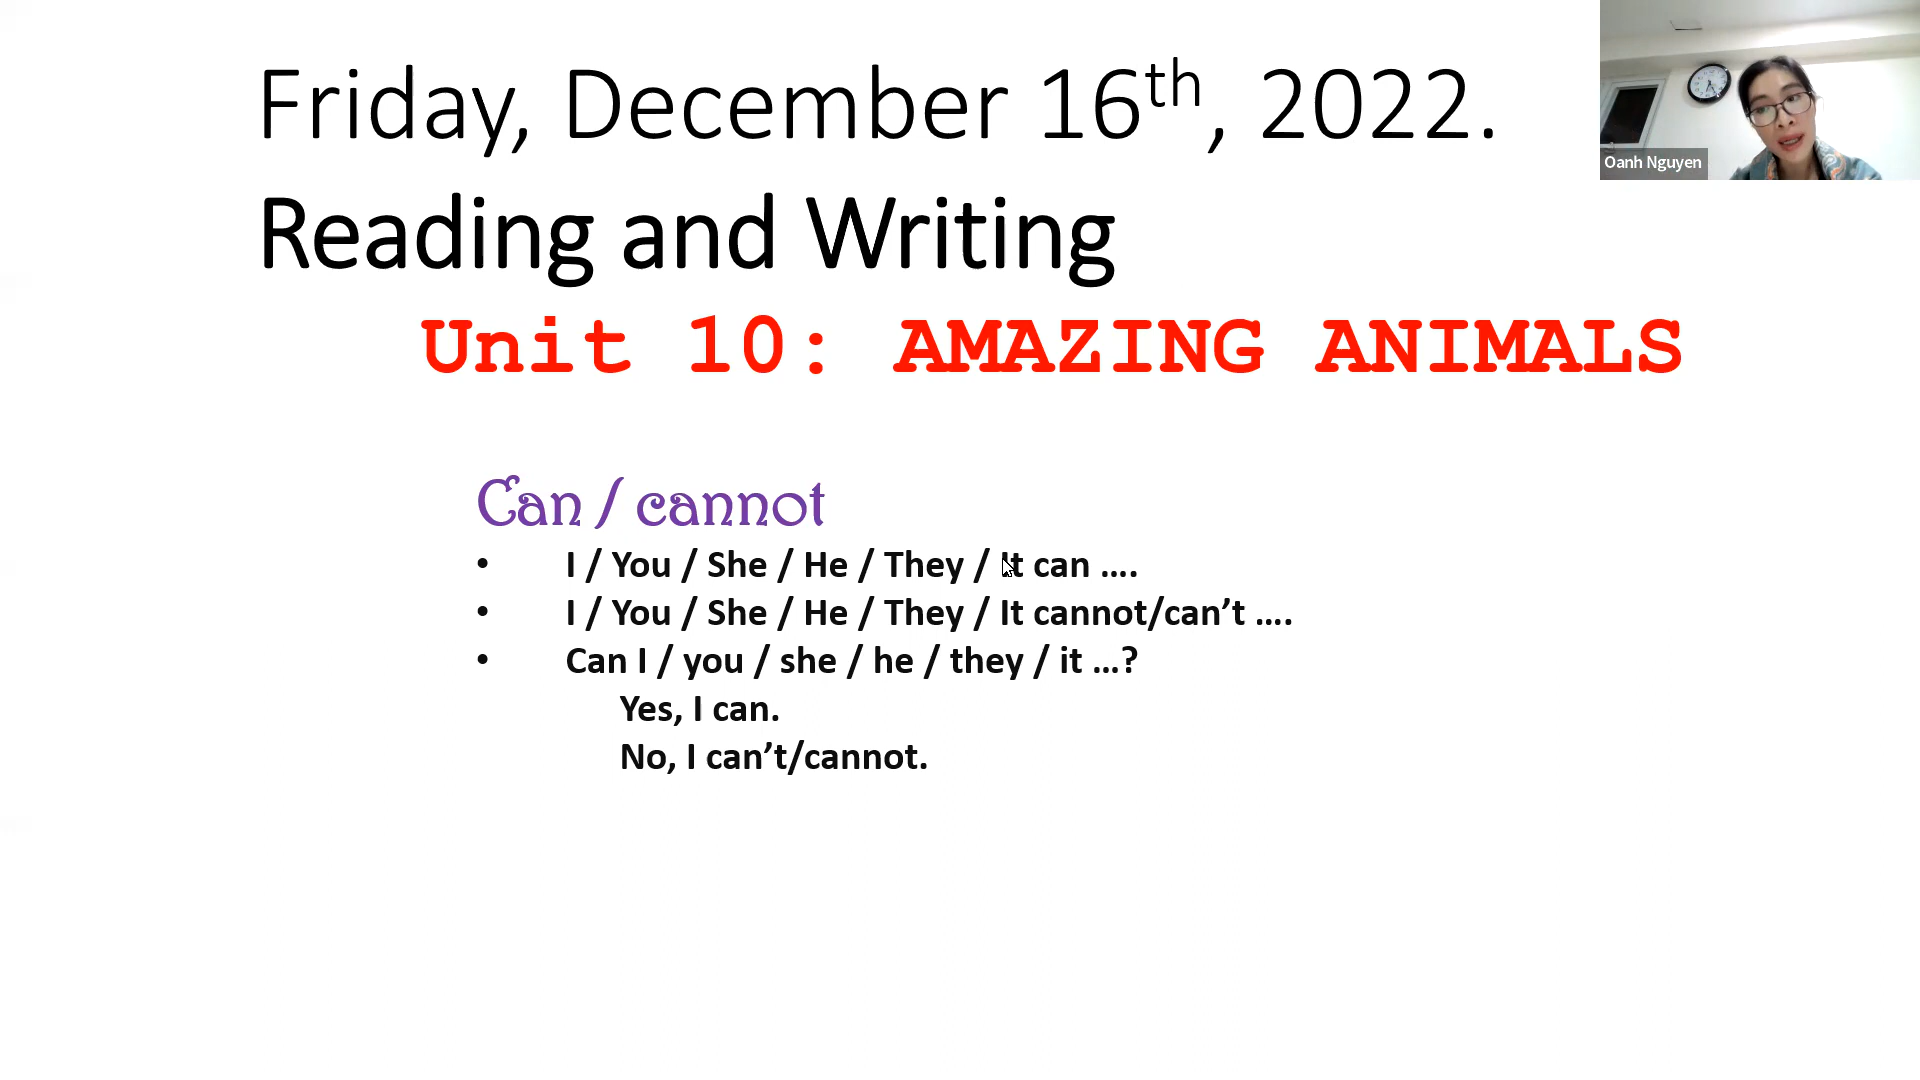 Friday, December 16th, 2022.
Oanh Nguyen
Reading and Writing
Unit 10: AMAZING ANIMALS
Can / cannot
• I / You / She / He / They / It can ....
• I / You / She / He / They / It cannot/can’t ....
• Can I / you / she / he / they / it ...?
Yes, I can.
No, I can’t/cannot.